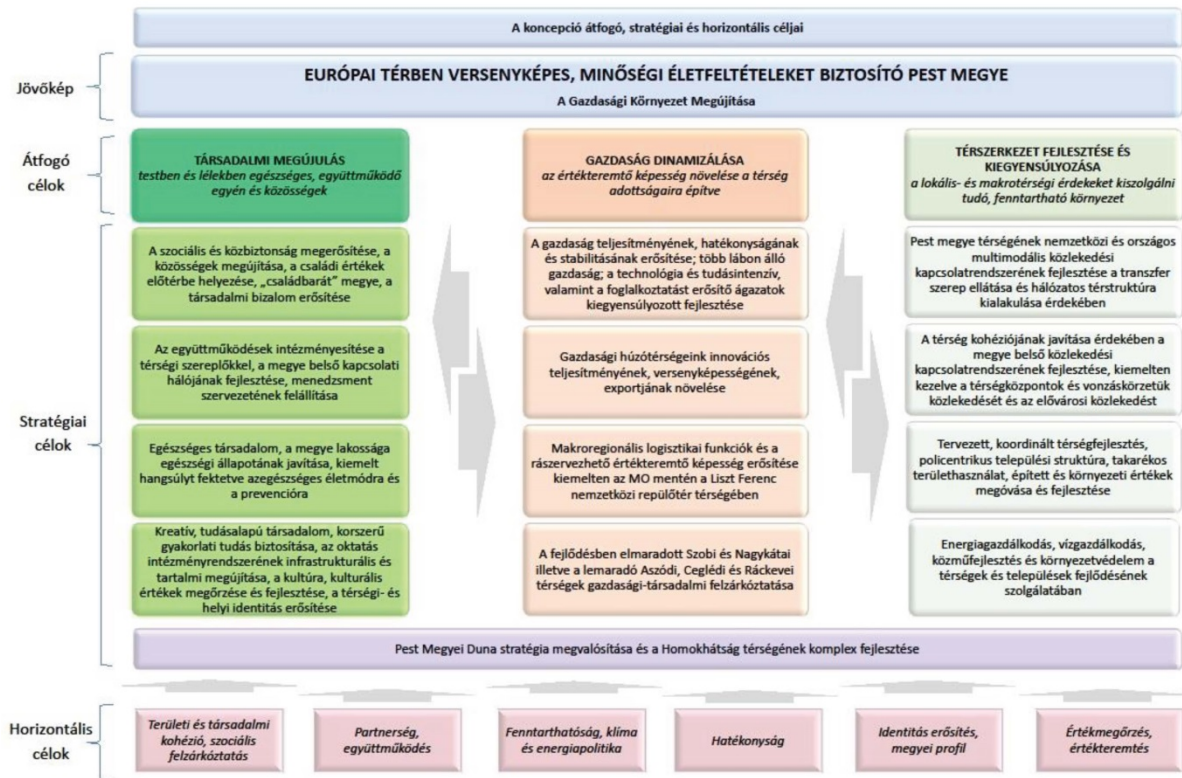 A koncepció átfogó, stratégiai és horizontális céljai
Jövőkép
EURÓPAI TÉRBEN VERSENYKÉPES, MINŐSÉGI ÉLETFELTÉTELEKET BIZTOSÍTÓ PEST MEGYE
A Gazdasági Környezet Megújítása
Átfogó
célok
TÁRSADALMI MEGÚJULÁS
testben és lélekben egészséges, együttműködő
egyén és közösségek
GAZDASÁG DINAMIZÁLÁSA
az értékteremtő képesség növelése a térség
adottságaira építve
TÉRSZERKEZET FEJLESZTÉSE ÉS
KIEGYENSÚLYOZÁSA
a lokális- és makrotérségi érdekeket kiszolgálni
tudó, fenntartható környezet
Stratégiai
célok
A szociális és közbiztonság megerősítése, a
közösségek megújítása, a családi értékek
előtérbe helyezése, „családbarát” megye, a
társadalmi bizalom erősítése
Az együttműködések intézményesítése a
térségi szereplőkkel, a megye belső kapcsolati
hálójának fejlesztése, menedzsment
szervezetének felállítása
Egészséges társadalom, a megye lakossága
egészségi állapotának javítása, kiemelt
hangsúlyt fektetve azegészséges életmódra és
a prevencióra
Kreatív, tudásalapú társadalom, korszerű
gyakorlati tudás biztosítása, az oktatás
intézményrendszerének infrastrukturális és
tartalmi megújítása, a kultúra, kulturális
értékek megőrzése és fejlesztése, a térségi- és
helyi identitás erősítése
A gazdaság teljesítményének, hatékonyságának
és stabilitásának erősítése; több lábon álló
gazdaság; a technológia és tudásintenzív,
valamint a foglalkoztatást erősítő ágazatok
kiegyensúlyozott fejlesztése
Gazdasági húzótérségeink innovációs
teljesítményének, versenyképességének,
exportjának növelése
Makroregionális logisztikai funkciók és a
rászervezhető értékteremtő képesség erősítése
kiemelten az MO mentén a Liszt Ferenc
nemzetközi repülőtér térségében
A fejlődésben elmaradott Szobi és Nagykátai
illetve a lemaradó Aszódi, Ceglédi és Ráckevei
térségek gazdasági-társadalmi felzárkóztatása
Pest megye térségének nemzetközi és országos
multimodális közlekedési
kapcsolatrendszerének fejlesztése a transzfer
szerep ellátása és hálózatos térstruktúra
kialakulása érdekében
A térség kohéziójának javítása érdekében a
megye belső közlekedési
kapcsolatrendszerének fejlesztése, kiemelten
kezelve a térségközpontok és vonzáskörzetük
közlekedését és az elővárosi közlekedést
Tervezett, koordinált térségfejlesztés,
policentrikus települési struktúra, takarékos
területhasználat, épített és környezeti értékek
megóvása és fejlesztése
Energiagazdálkodás, vízgazdálkodás,
közműfejlesztés és környezetvédelem a
térségek és települések fejlődésének
szolgálatában
Pest Megyei Duna stratégia megvalósítása és a Homokhátság térségének komplex fejlesztése
Horizontális
célok
Területi és társadalmi
kohézió, szociális
felzárkóztatás
Partnerség,
együttműködés
Fenntarthatóság, klíma
és energiapolitika
Hatékonyság
Identitás erősítés,
megyei profil
Értékmegőrzés,
értékteremtés